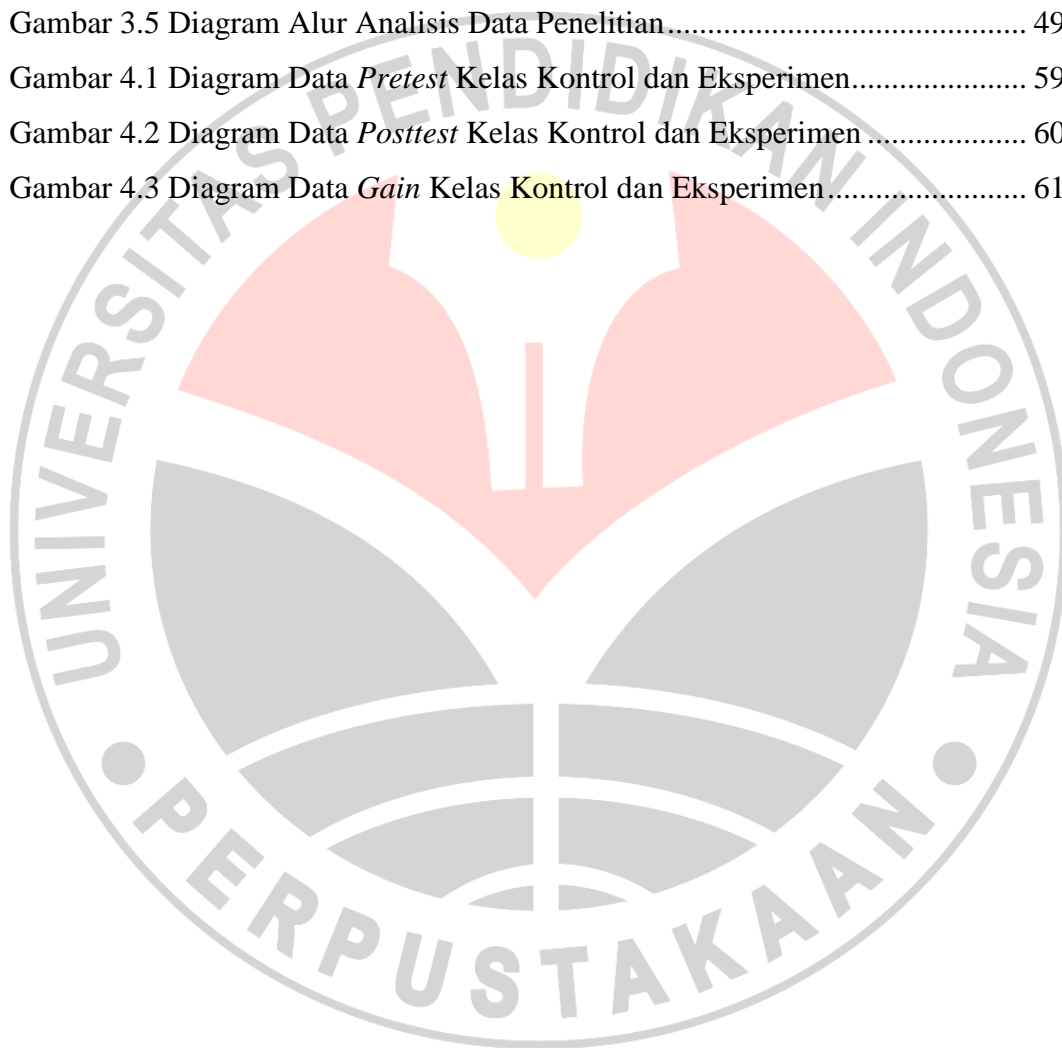 Gambar 3.5 Diagram Alur Analisis Data Penelitian.............................................. 49
Gambar 4.1 Diagram Data Pretest Kelas Kontrol dan Eksperimen....................... 59
Gambar 4.2 Diagram Data Posttest Kelas Kontrol dan Eksperimen ..................... 60
Gambar 4.3 Diagram Data Gain Kelas Kontrol dan Eksperimen.......................... 61
UNIVERSITAS PENDIDIKAN INDONESIA
PERPUSTAKAAN